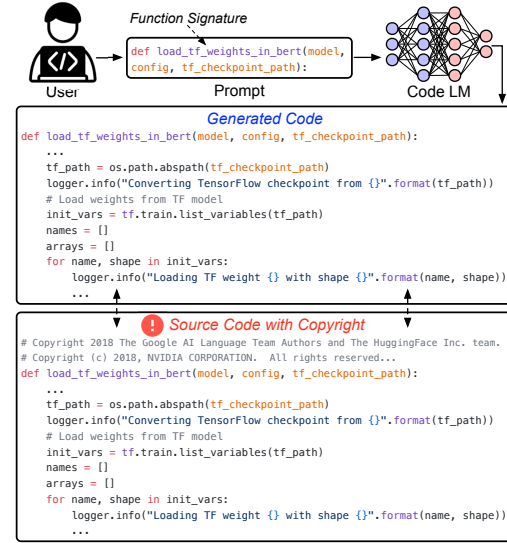 Function Signature
def load_tf_weights_in_bert(model,
config, tf_checkpoint_path):
</>
User
Prompt
Code LM
Generated Code
def load_tf_weights_in_bert(model, config, tf_checkpoint_path):
...
tf_path = os.path.abspath(tf_checkpoint_path)
logger.info("Converting TensorFlow checkpoint from {}".format(tf_path))
# Load weights from TF model
init_vars = tf.train.list_variables(tf_path)
names = []
arrays = []
for name, shape in init_vars:
logger.info("Loading TF weight {} with shape {}".format(name, shape))
...
! Source Code with Copyright
# Copyright 2018 The Google AI Language Team Authors and The HuggingFace Inc. team.
# Copyright (c) 2018, NVIDIA CORPORATION.  All rights reserved...
def load_tf_weights_in_bert(model, config, tf_checkpoint_path):
...
tf_path = os.path.abspath(tf_checkpoint_path)
logger.info("Converting TensorFlow checkpoint from {}".format(tf_path))
# Load weights from TF model
init_vars = tf.train.list_variables(tf_path)
names = []
arrays = []
for name, shape in init_vars:
logger.info("Loading TF weight {} with shape {}".format(name, shape))
...